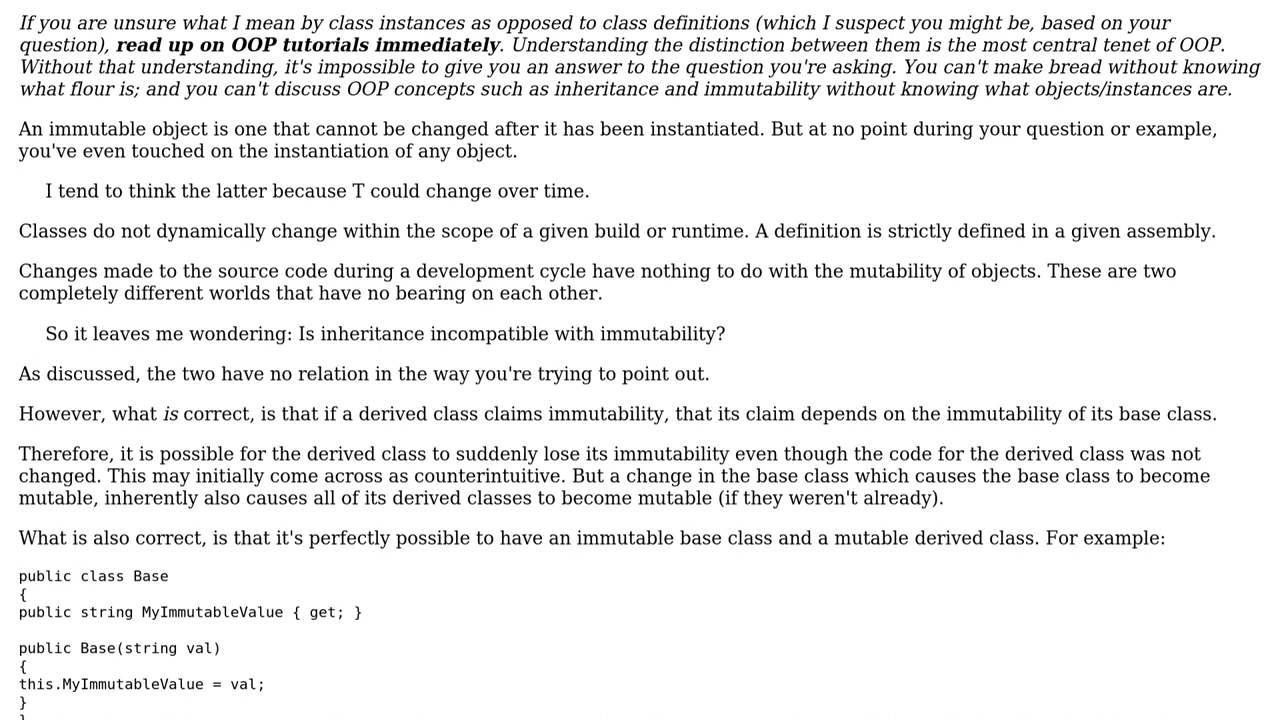 If you are unsure what I mean by class instances as opposed to class definitions (which I suspect you might be, based on your
question), read up on OOP tutorials immediately. Understanding the distinction between them is the most central tenet of OOP.
Without that understanding, it's impossible to give you an answer to the question you're asking. You can't make bread without knowing
what flour is; and you can't discuss OOP concepts such as inheritance and immutability without knowing what objects/instances are.
An immutable object is one that cannot be changed after it has been instantiated. But at no point during your question or example,
you've even touched on the instantiation of any object.
I tend to think the latter because T could change over time.
Classes do not dynamically change within the scope of a given build or runtime. A definition is strictly defined in a given assembly.
Changes made to the source code during a development cycle have nothing to do with the mutability of objects. These are two
completely different worlds that have no bearing on each other.
So it leaves me wondering: Is inheritance incompatible with immutability?
As discussed, the two have no relation in the way you're trying to point out.
However, what is correct, is that if a derived class claims immutability, that its claim depends on the immutability of its base class.
Therefore, it is possible for the derived class to suddenly lose its immutability even though the code for the derived class was not
changed. This may initially come across as counterintuitive. But a change in the base class which causes the base class to become
mutable, inherently also causes all of its derived classes to become mutable (if they weren't already).
What is also correct, is that it's perfectly possible to have an immutable base class and a mutable derived class. For example:
public class Base
{
public string MyImmutableValue { get; }
public Base(string val)
{
this.MyImmutableValue = val;
}
}